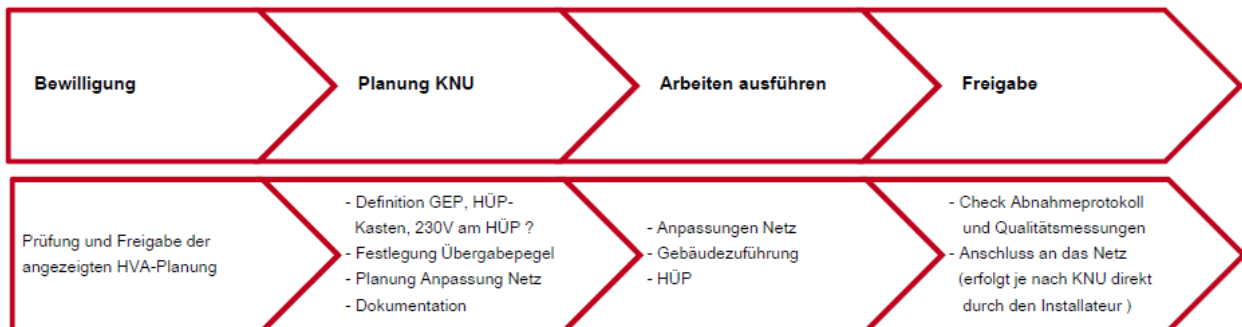 Bewilligung
Planung KNU
Arbeiten ausführen
Freigabe
Prüfung und Freigabe der
angezeigten HVA-Planung
- Definition GEP, HÜP-
Kasten, 230V am HÜP ?
- Festlegung Übergabepegel
- Planung Anpassung Netz
- Dokumentation
- Anpassungen Netz
- Gebäudezuführung
- HÜP
- Check Abnahmeprotokoll
und Qualitätsmessungen
- Anschluss an das Netz
(erfolgt je nach KNU direkt
durch den Installateur )